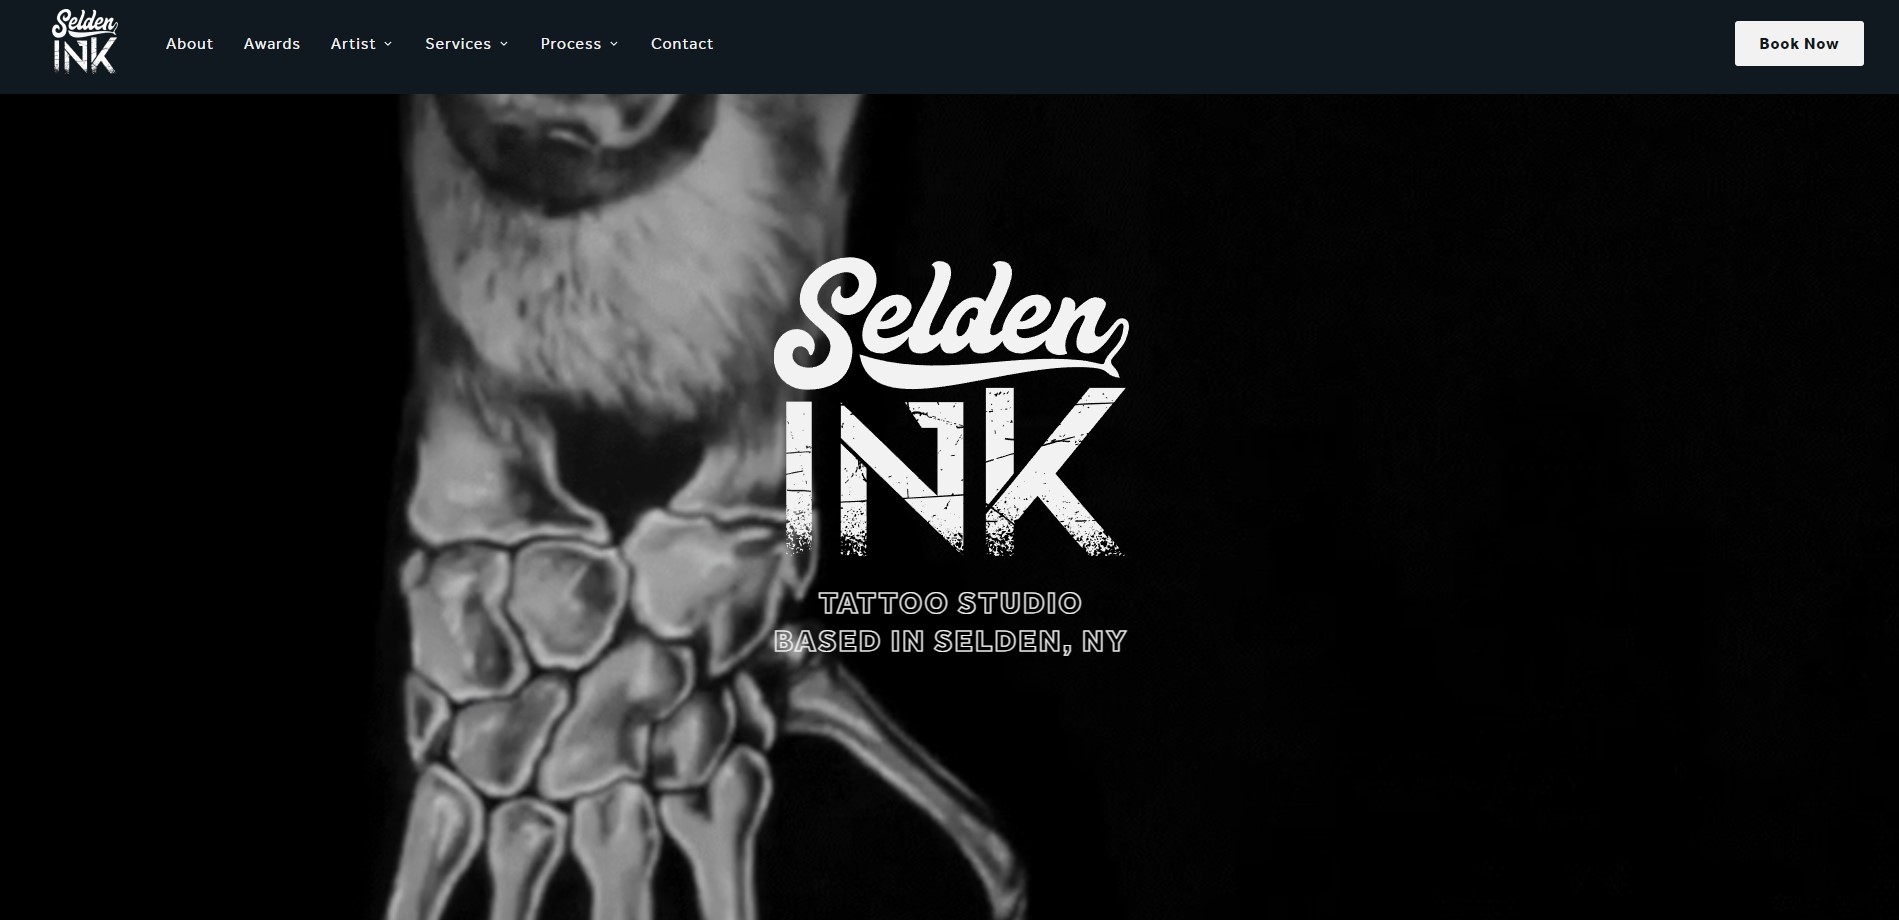 Selden
INK
About
Awards
Artist
Services
Process
Contact
Book Now
Selden
INK
TATTOO STUDIO
BASED IN SELDEN, NY